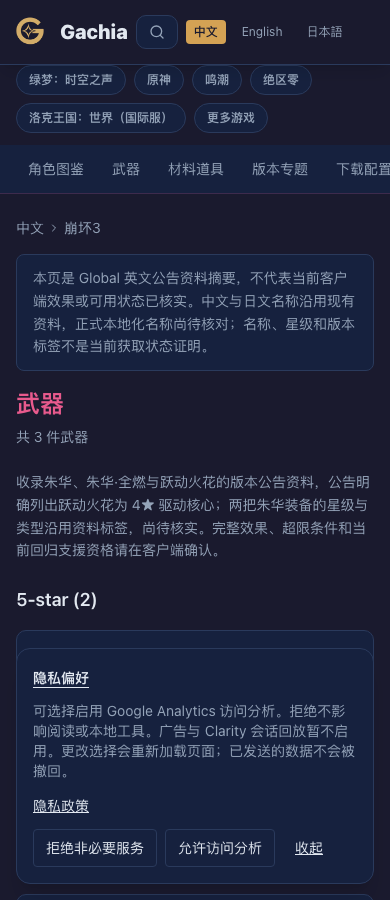 Gachia
中文
English
日本語
绿梦：时空之声
原神
鸣潮
绝区零
洛克王国：世界（国际服）
更多游戏
角色图鉴
武器
材料道具
版本专题
下载配置
中文 › 崩坏3
本页是 Global 英文公告资料摘要，不代表当前客户
端效果或可用状态已核实。中文与日文名称沿用现有
资料，正式本地化名称尚待核对；名称、星级和版本
标签不是当前获取状态证明。
武器
共 3 件武器
收录朱华、朱华·全燃与跃动火花的版本公告资料，公告明
确列出跃动火花为 4★ 驱动核心；两把朱华装备的星级与
类型沿用资料标签，尚待核实。完整效果、超限条件和当
前回归支援资格请在客户端确认。
5-star (2)
隐私偏好
可选择启用 Google Analytics 访问分析。拒绝不影
响阅读或本地工具。广告与 Clarity 会话回放暂不启
用。更改选择会重新加载页面；已发送的数据不会被
撤回。
隐私政策
拒绝非必要服务
允许访问分析
收起